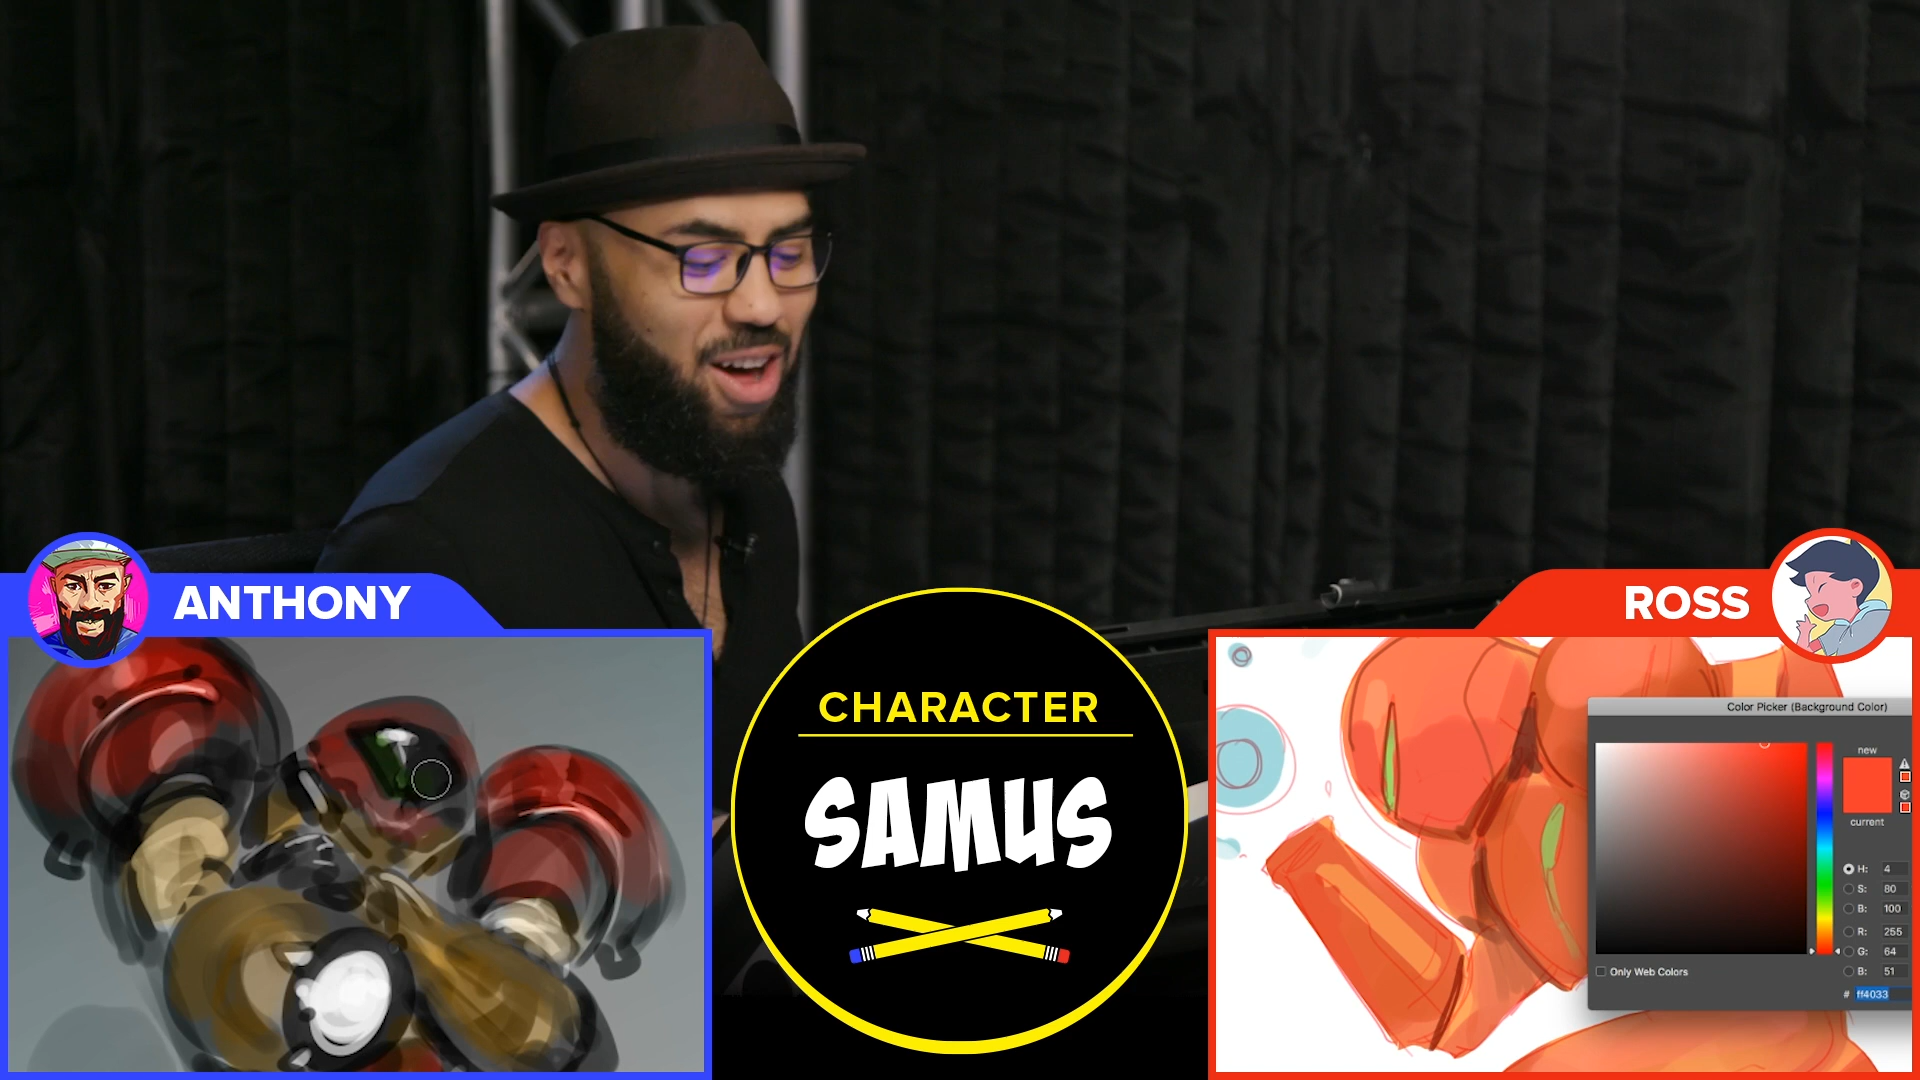 ANTHONY
ROSS
CHARACTER
SAMUS
Color Picker (Background Color)
new
current
H: 4
S: 80
B: 100
R: 255
G: 64
B: 51
Only Web Colors
# ff4033